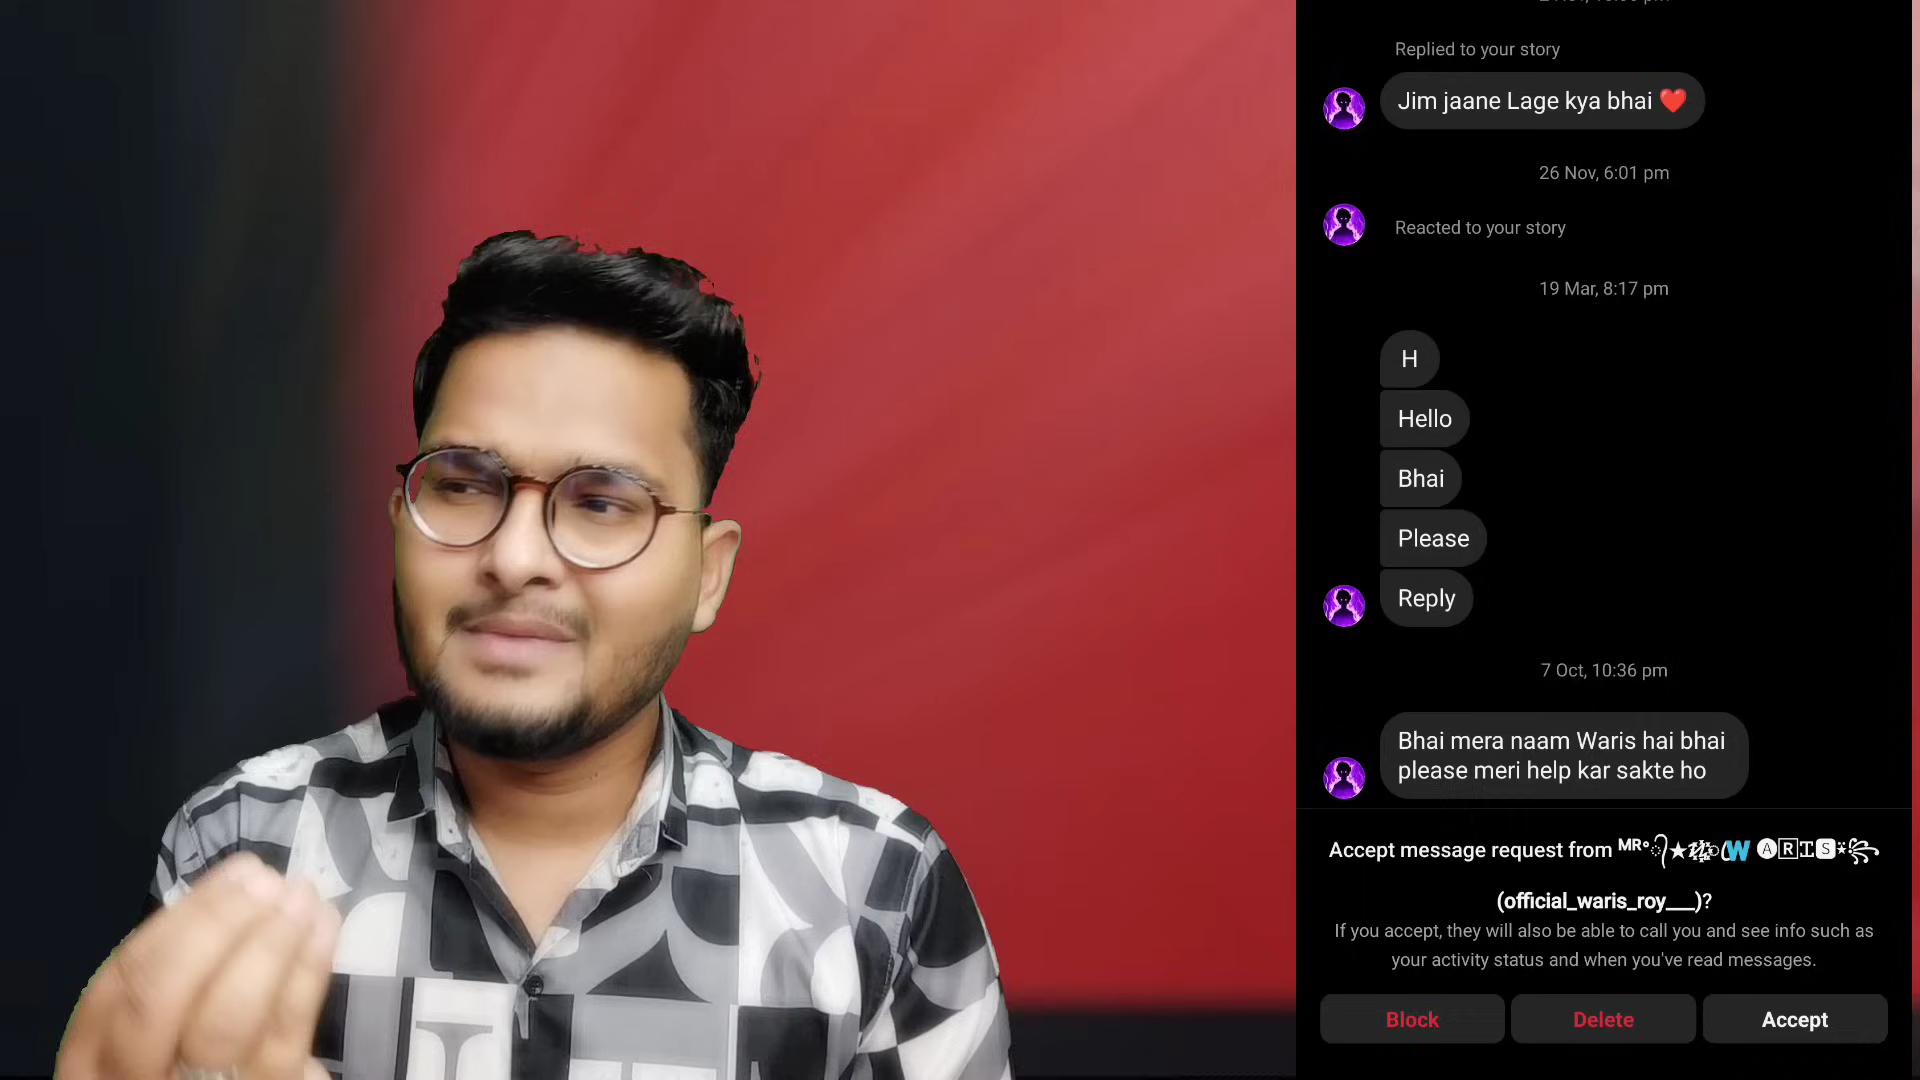 Replied to your story
Jim jaane Lage kya bhai ❤️
26 Nov, 6:01 pm
Reacted to your story
19 Mar, 8:17 pm
H
Hello
Bhai
Please
Reply
7 Oct, 10:36 pm
Bhai mera naam Waris hai bhai
please meri help kar sakte ho
Accept message request from ᴹᴿ° ★ W 🅐🅁🄸🅂
(official_waris_roy___)?
If you accept, they will also be able to call you and see info such as
your activity status and when you've read messages.
Block Delete Accept